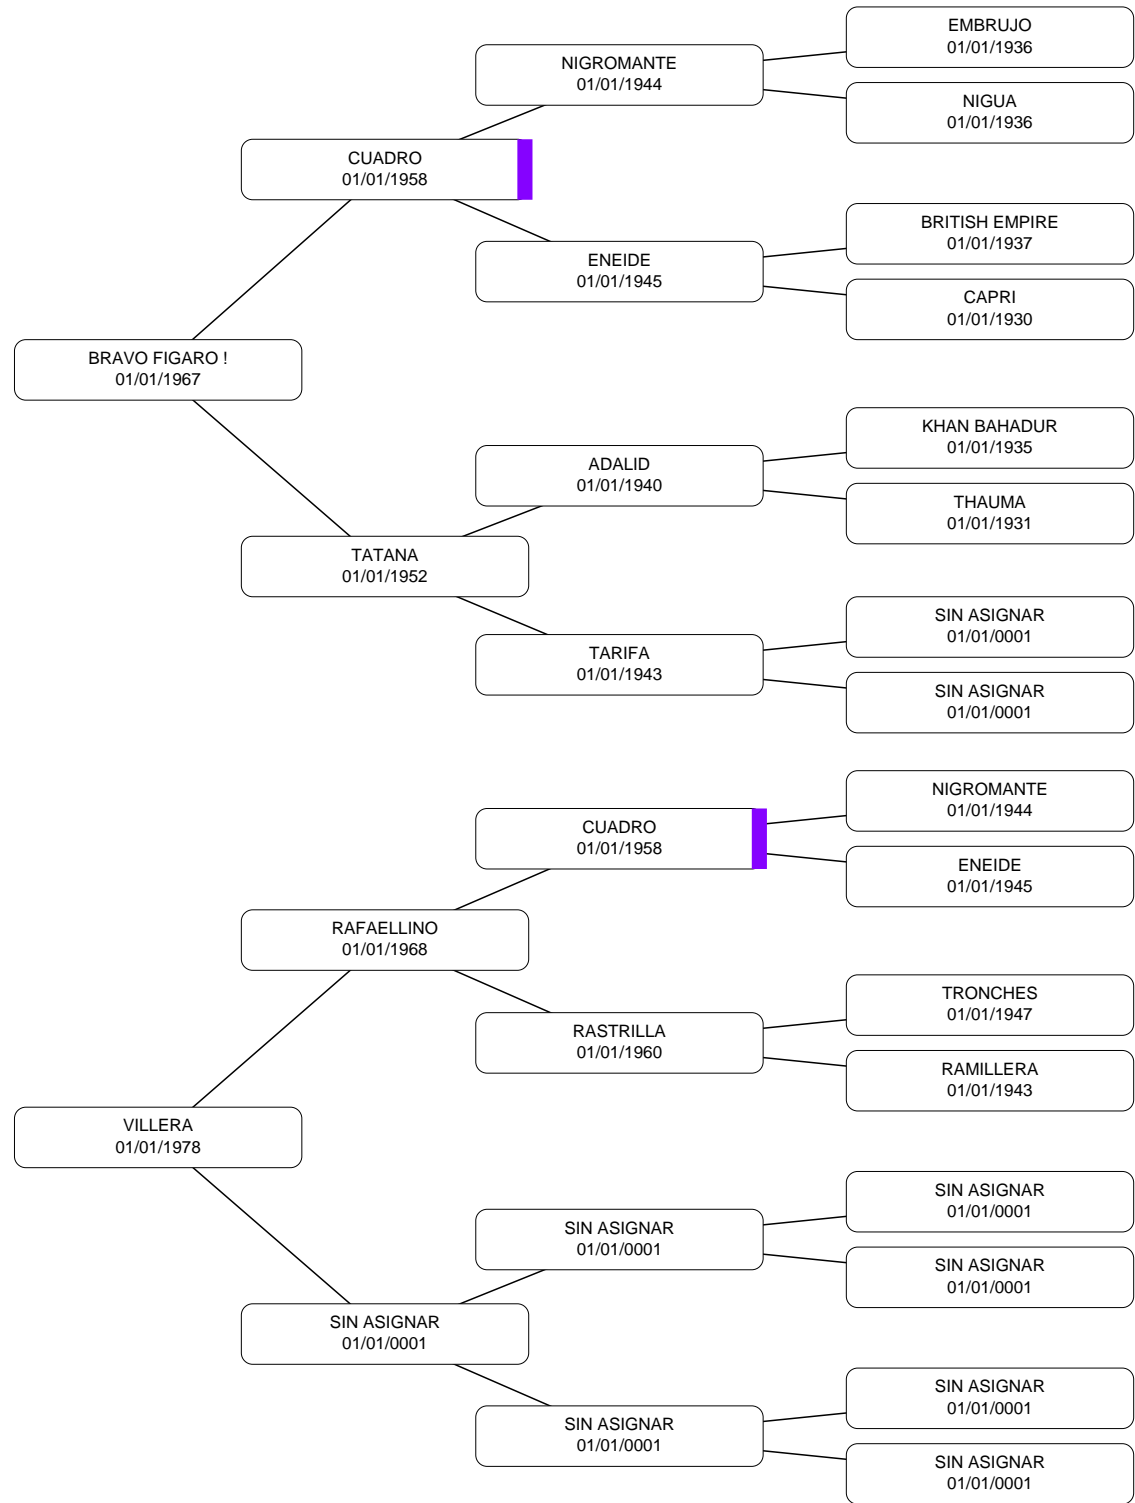 EMBRUJO
01/01/1936
NIGROMANTE
01/01/1944
NIGUA
01/01/1936
CUADRO
01/01/1958
BRITISH EMPIRE
01/01/1937
ENEIDE
01/01/1945
CAPRI
01/01/1930
BRAVO FIGARO !
01/01/1967
KHAN BAHADUR
01/01/1935
ADALID
01/01/1940
THAUMA
01/01/1931
TATANA
01/01/1952
SIN ASIGNAR
01/01/0001
TARIFA
01/01/1943
SIN ASIGNAR
01/01/0001
NIGROMANTE
01/01/1944
CUADRO
01/01/1958
ENEIDE
01/01/1945
RAFAELLINO
01/01/1968
TRONCHES
01/01/1947
RASTRILLA
01/01/1960
RAMILLERA
01/01/1943
VILLERA
01/01/1978
SIN ASIGNAR
01/01/0001
SIN ASIGNAR
01/01/0001
SIN ASIGNAR
01/01/0001
SIN ASIGNAR
01/01/0001
SIN ASIGNAR
01/01/0001
SIN ASIGNAR
01/01/0001
SIN ASIGNAR
01/01/0001